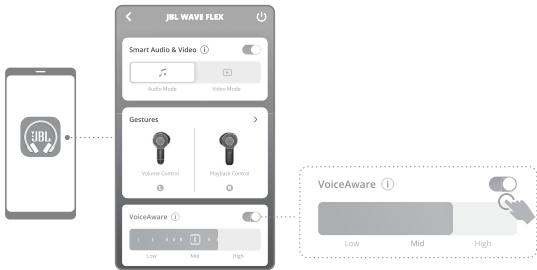 JBL WAVE FLEX
Smart Audio & Video i
Audio Mode Video Mode
Gestures
Volume Control Playback Control
L R
VoiceAware i
Low Mid High
JBL
VoiceAware i
Low Mid High